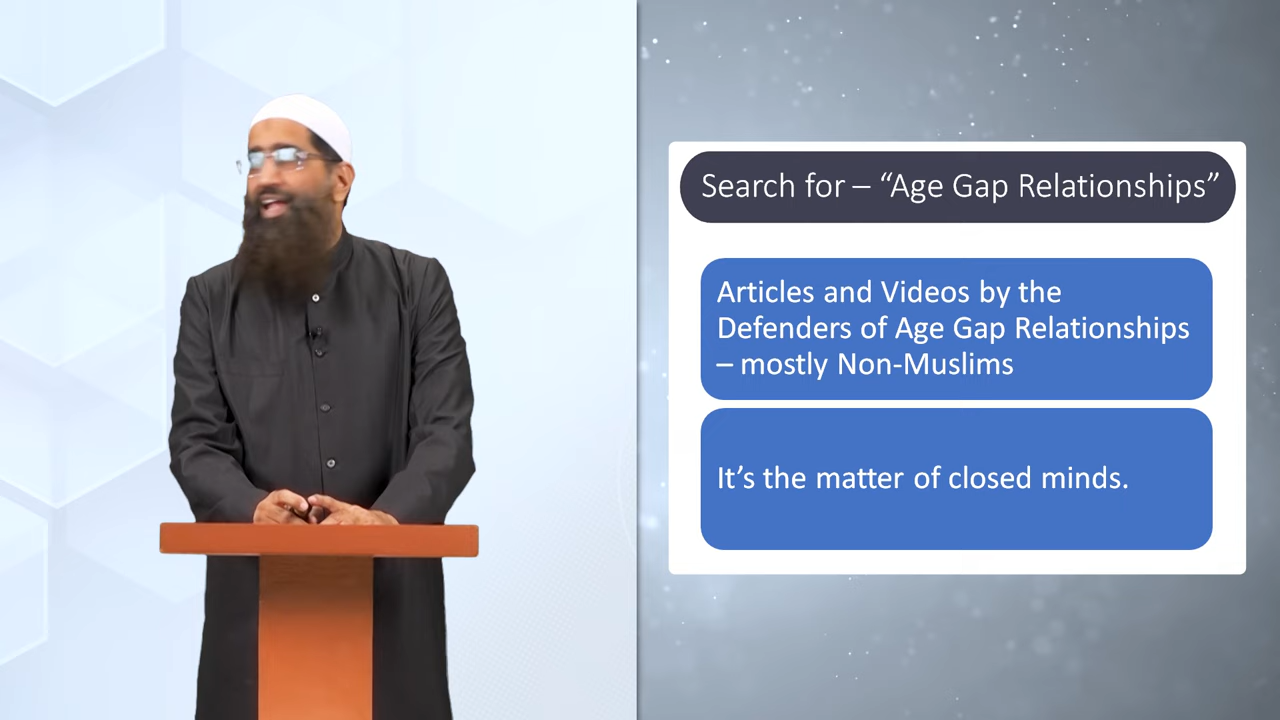 Search for – “Age Gap Relationships”
Articles and Videos by the
Defenders of Age Gap Relationships
– mostly Non-Muslims
It’s the matter of closed minds.